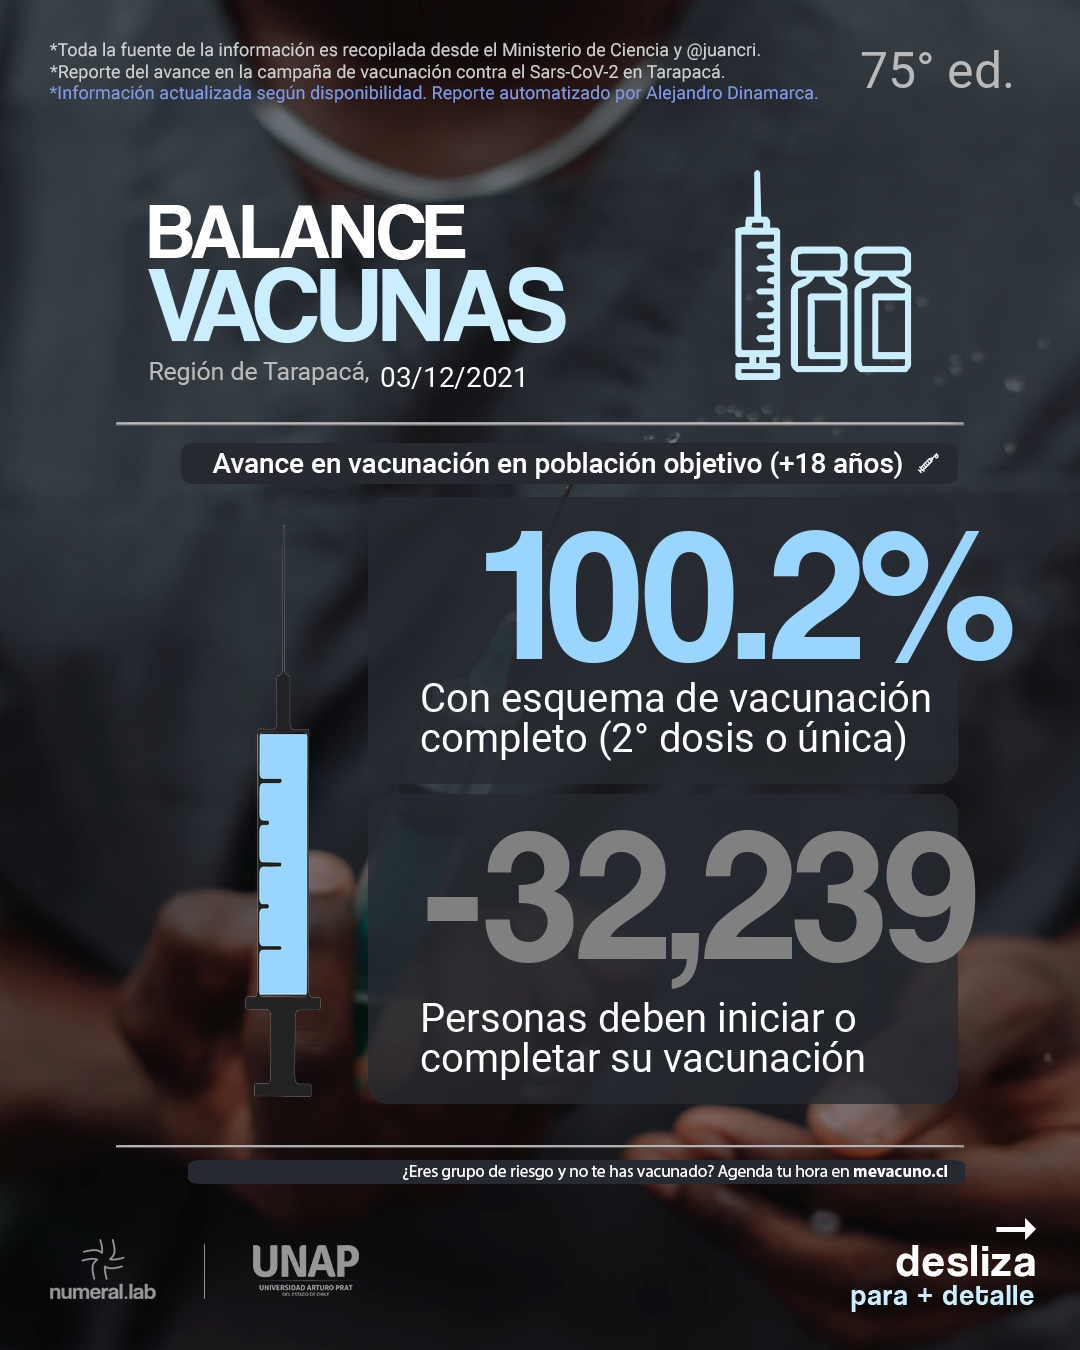 *Toda la fuente de la información es recopilada desde el Ministerio de Ciencia y @juancri.
*Reporte del avance en la campaña de vacunación contra el Sars-CoV-2 en Tarapacá.
*Información actualizada según disponibilidad. Reporte automatizado por Alejandro Dinamarca.
75° ed.
BALANCE
VACUNAS
Región de Tarapacá, 03/12/2021
Avance en vacunación en población objetivo (+18 años)
100.2%
Con esquema de vacunación
completo (2° dosis o única)
-32,239
Personas deben iniciar o
completar su vacunación
¿Eres grupo de riesgo y no te has vacunado? Agenda tu hora en mevacuno.cl
numeral.lab
UNAP
UNIVERSIDAD ARTURO PRAT
DEL ESTADO DE CHILE
desliza
para + detalle